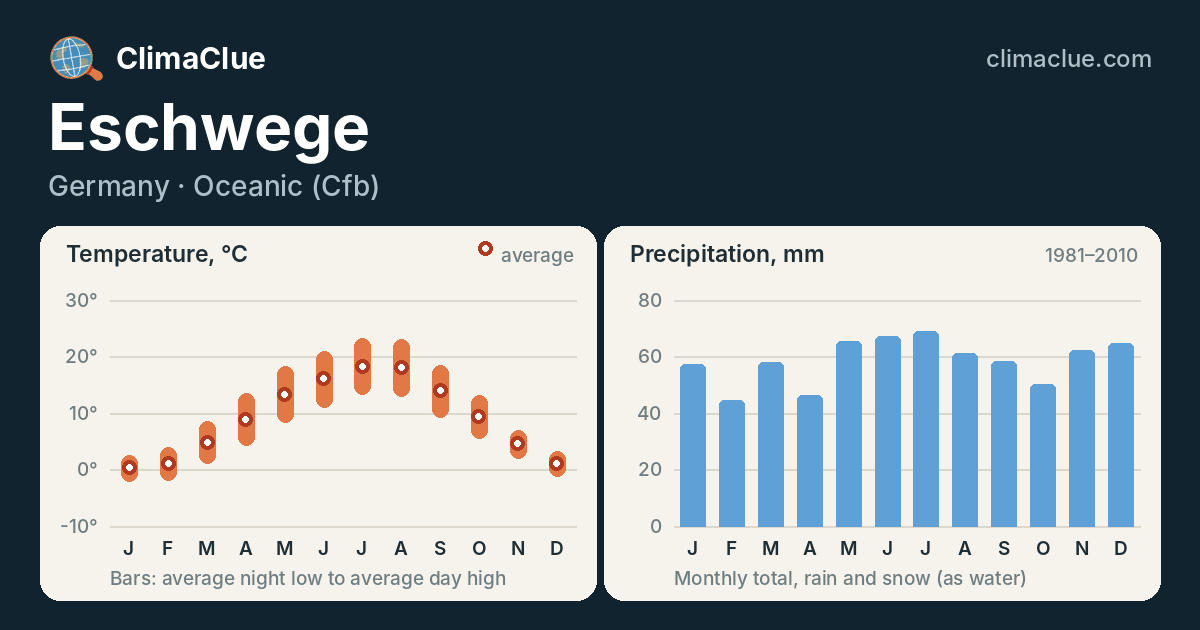 ClimaClue
climaclue.com
Eschwege
Germany · Oceanic (Cfb)
Temperature, °C
average
30°
20°
10°
0°
-10°
J F M A M J J A S O N D
Bars: average night low to average day high
Precipitation, mm
1981–2010
80
60
40
20
0
J F M A M J J A S O N D
Monthly total, rain and snow (as water)